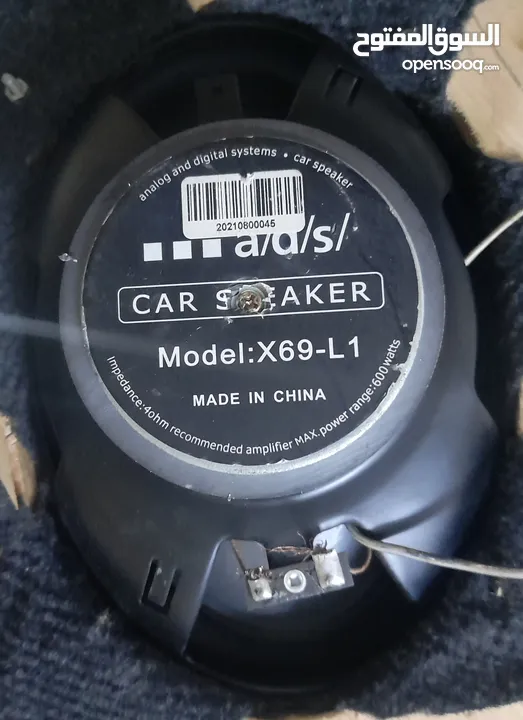 السوق المفتوح
opensooq.com
analog and digital systems • car speaker
20210800045
a/d/s/
CAR SPEAKER
Model:X69-L1
MADE IN CHINA
impedance:4ohm recommended amplifier MAX.power range:600watts